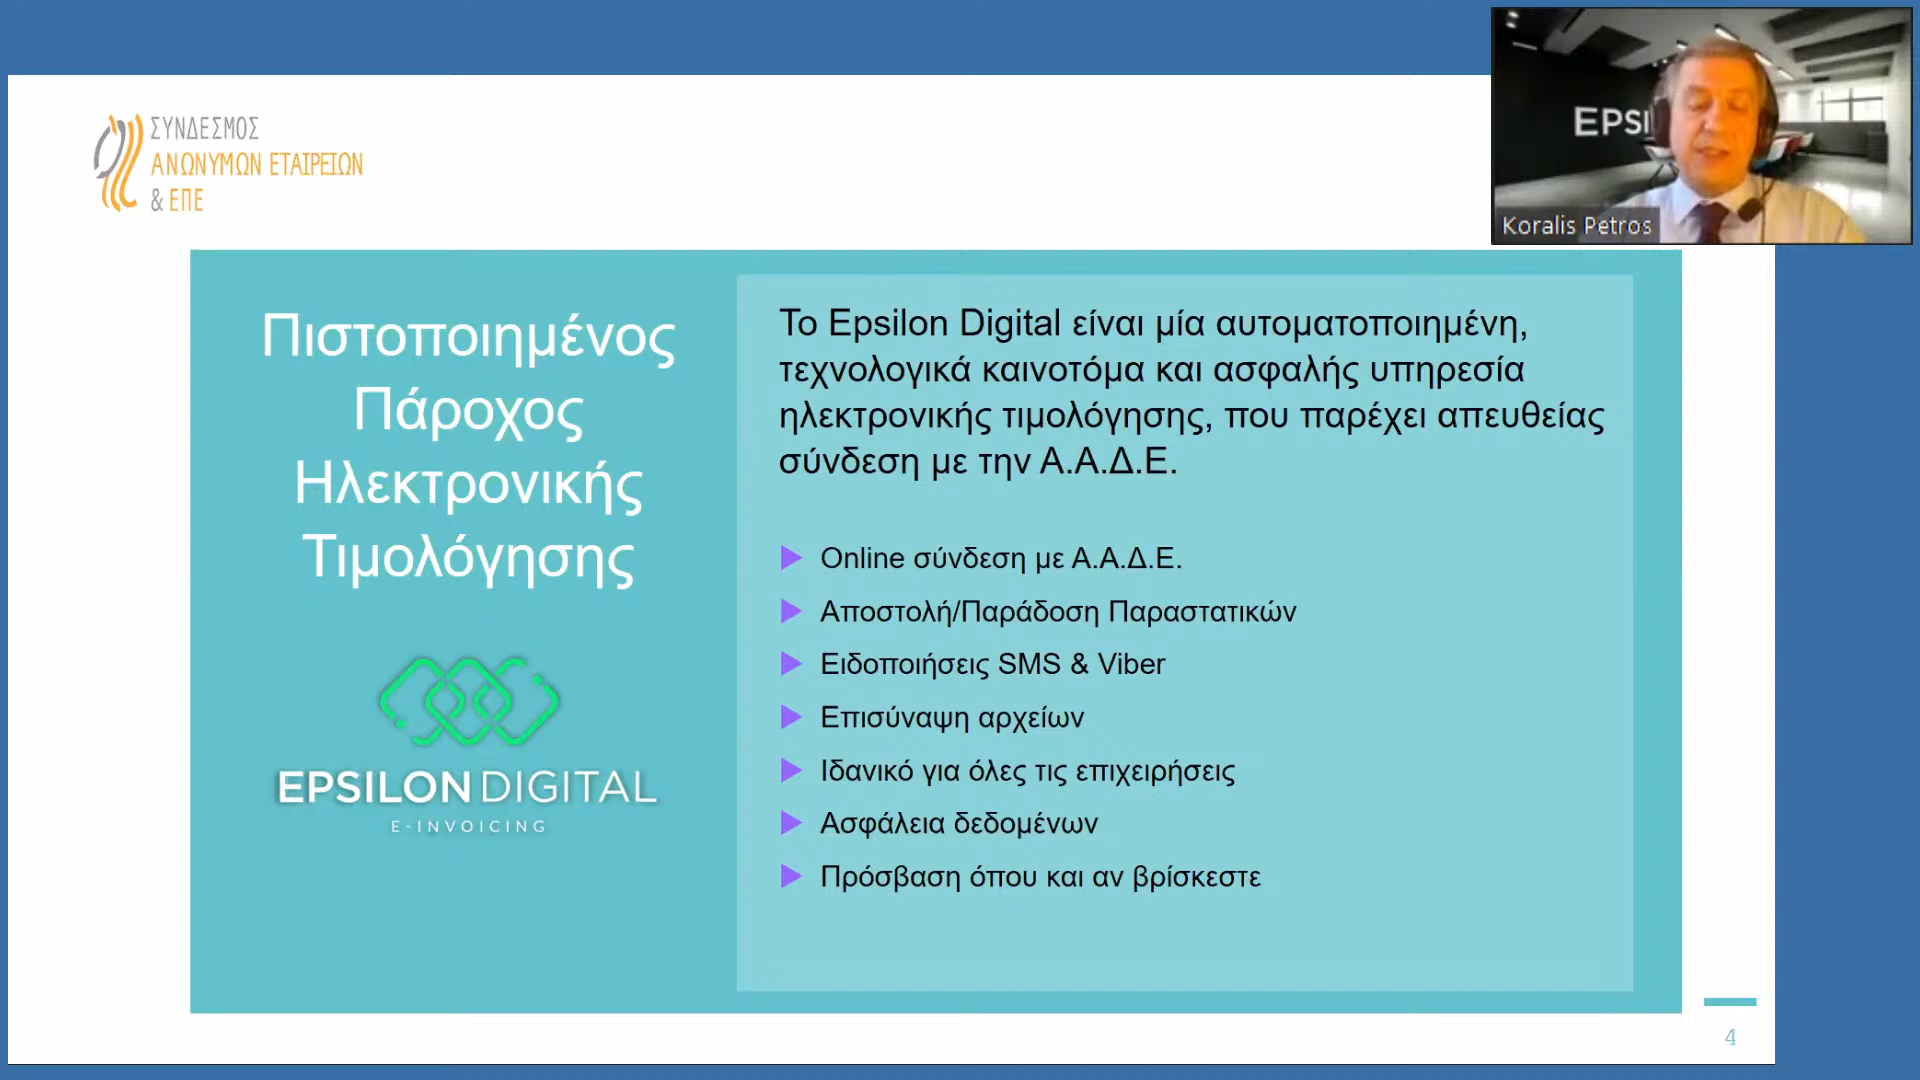 ΣΥΝΔΕΣΜΟΣ
ΑΝΩΝΥΜΩΝ ΕΤΑΙΡΕΙΩΝ
& ΕΠΕ
EPSI
Koralis Petros
Πιστοποιημένος
Πάροχος
Ηλεκτρονικής
Τιμολόγησης
EPSILON DIGITAL
E-INVOICING
Το Epsilon Digital είναι μία αυτοματοποιημένη,
τεχνολογικά καινοτόμα και ασφαλής υπηρεσία
ηλεκτρονικής τιμολόγησης, που παρέχει απευθείας
σύνδεση με την Α.Α.Δ.Ε.
Online σύνδεση με Α.Α.Δ.Ε.
Αποστολή/Παράδοση Παραστατικών
Ειδοποιήσεις SMS & Viber
Επισύναψη αρχείων
Ιδανικό για όλες τις επιχειρήσεις
Ασφάλεια δεδομένων
Πρόσβαση όπου και αν βρίσκεστε
4